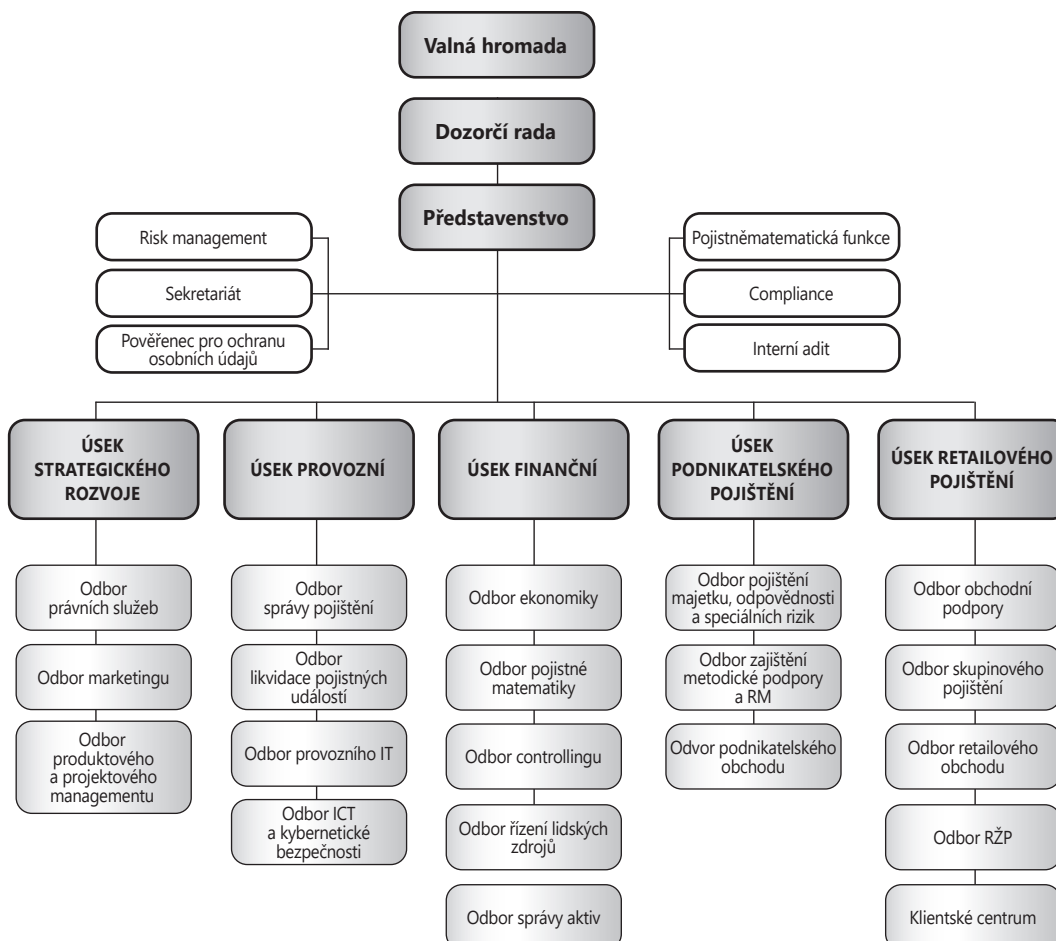 Valná hromada
Dozorčí rada
Představenstvo
Risk management
Sekretariát
Pověřenec pro ochranu
osobních údajů
Pojistněmatematická funkce
Compliance
Interní adit
ÚSEK
STRATEGICKÉHO
ROZVOJE
Odbor
právních služeb
Odbor marketingu
Odbor
produktového
a projektového
managementu
ÚSEK PROVOZNÍ
Odbor
správy pojištění
Odbor
likvidace pojistných
událostí
Odbor provozního IT
Odbor ICT
a kybernetické
bezpečnosti
ÚSEK FINANČNÍ
Odbor ekonomiky
Odbor pojistné
matematiky
Odbor controllingu
Odbor řízení lidských
zdrojů
Odbor správy aktiv
ÚSEK
PODNIKATELSKÉHO
POJIŠTĚNÍ
Odbor pojištění
majetku, odpovědnosti
a speciálních rizik
Odbor zajištění
metodické podpory
a RM
Odvor podnikatelského
obchodu
ÚSEK RETAILOVÉHO
POJIŠTĚNÍ
Odbor obchodní
podpory
Odbor skupinového
pojištění
Odbor retailového
obchodu
Odbor RŽP
Klientské centrum